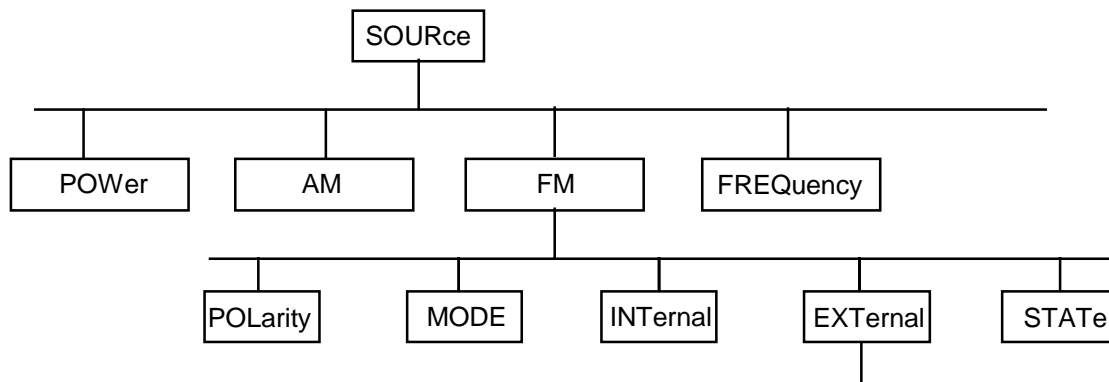 SOURce
POWer
AM
FM
FREQuency
POLarity
MODE
INTernal
EXTernal
STATe